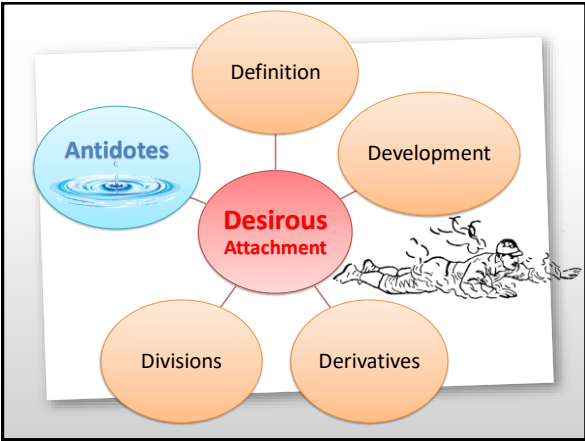 Definition
Antidotes
c
Development
Desirous
Attachment
Divisions
Derivatives